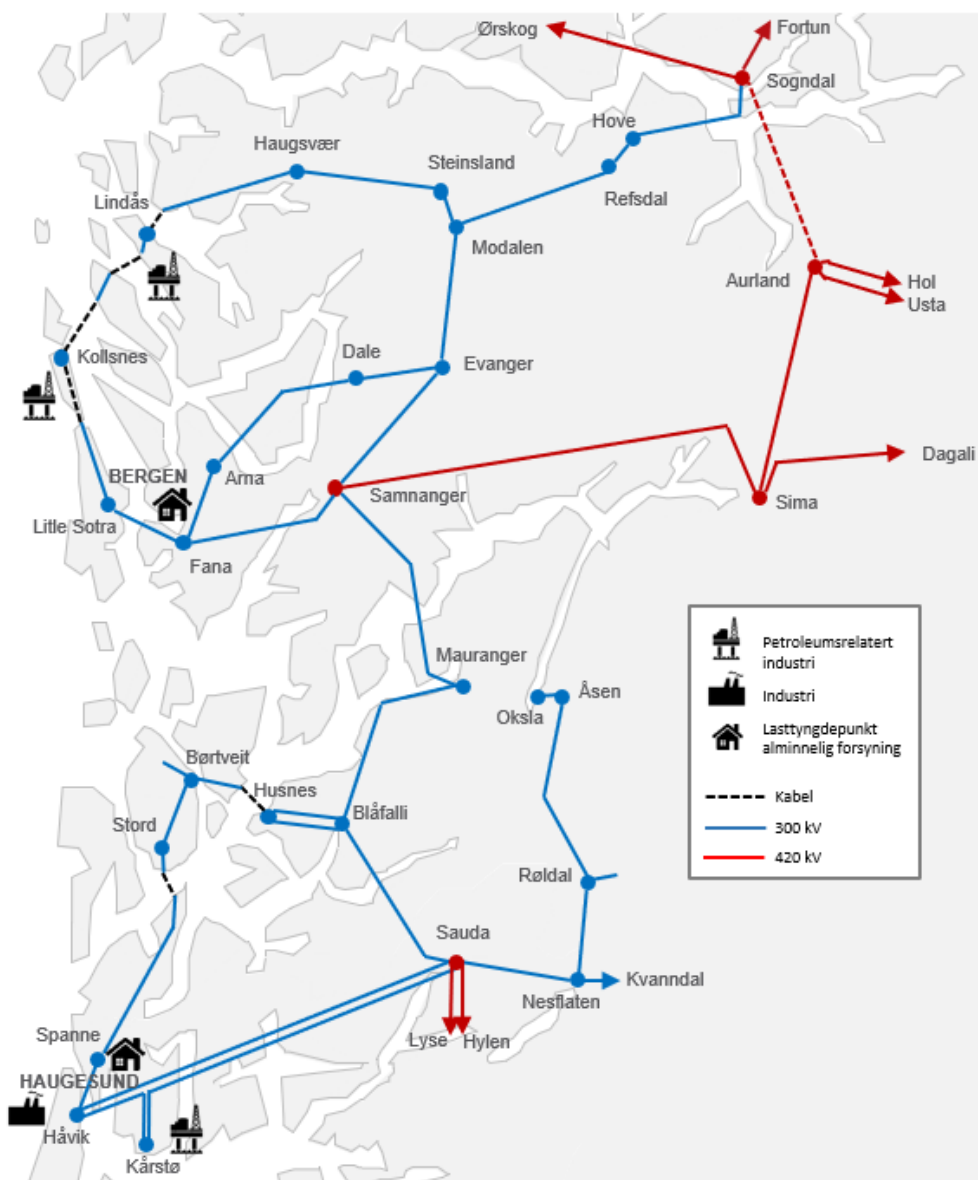 Ørskog
Fortun
Sogndal
Hove
Haugsvær
Steinsland
Refsdal
Lindås
Modalen
Aurland
Hol
Usta
Kollsnes
Dale
Evanger
Dagali
BERGEN
Arna
Samnanger
Sima
Litle Sotra
Fana
Petroleumsrelatert
industri
Mauranger
Industri
Åsen
Oksla
Lasttyngdepunkt
alminnelig forsyning
Børtveit
Husnes
Kabel
Blåfalli
Stord
300 kV
420 kV
Røldal
Sauda
Kvanndal
Nesflaten
Spanne
Lyse
Hylen
HAUGESUND
Håvik
Kårstø